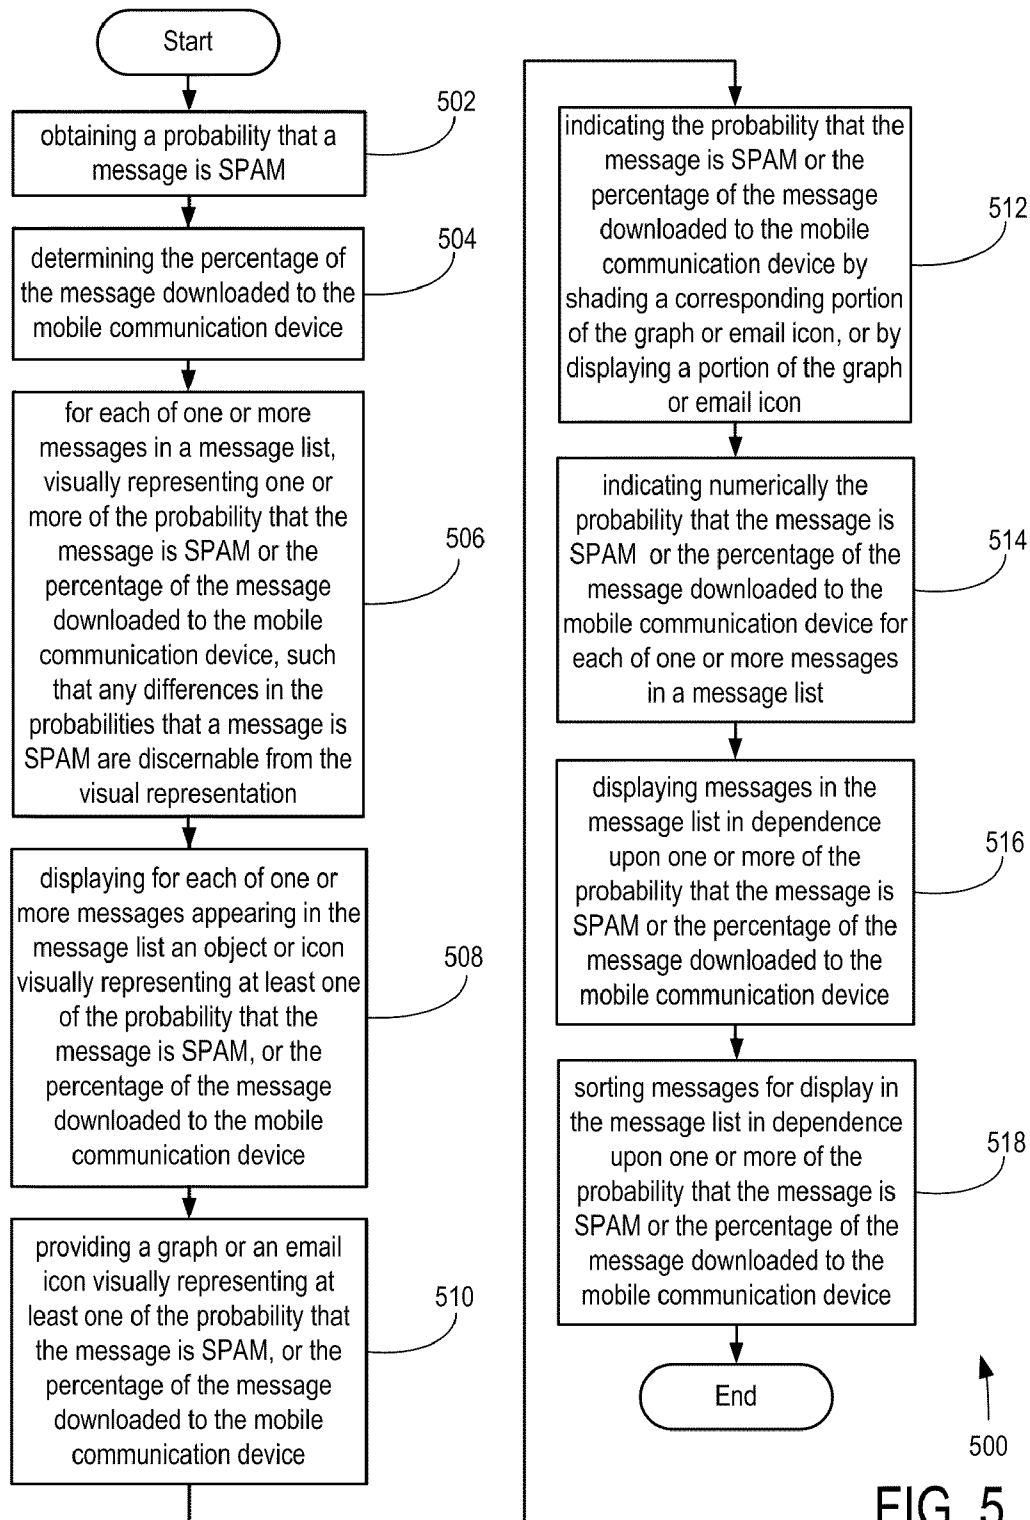 Start
obtaining a probability that a
message is SPAM
502
determining the percentage of
the message downloaded to the
mobile communication device
504
for each of one or more
messages in a message list,
visually representing one or
more of the probability that the
message is SPAM or the
percentage of the message
downloaded to the mobile
communication device, such
that any differences in the
probabilities that a message is
SPAM are discernable from the
visual representation
506
displaying for each of one or
more messages appearing in the
message list an object or icon
visually representing at least one
of the probability that the
message is SPAM, or the
percentage of the message
downloaded to the mobile
communication device
508
providing a graph or an email
icon visually representing at
least one of the probability that
the message is SPAM, or the
percentage of the message
downloaded to the mobile
communication device
510
indicating the probability that the
message is SPAM or the
percentage of the message
downloaded to the mobile
communication device by
shading a corresponding portion
of the graph or email icon, or by
displaying a portion of the graph
or email icon
512
indicating numerically the
probability that the message is
SPAM or the percentage of the
message downloaded to the
mobile communication device for
each of one or more messages
in a message list
514
displaying messages in the
message list in dependence
upon one or more of the
probability that the message is
SPAM or the percentage of the
message downloaded to the
mobile communication device
516
sorting messages for display in
the message list in dependence
upon one or more of the
probability that the message is
SPAM or the percentage of the
message downloaded to the
mobile communication device
518
End
500
FIG. 5